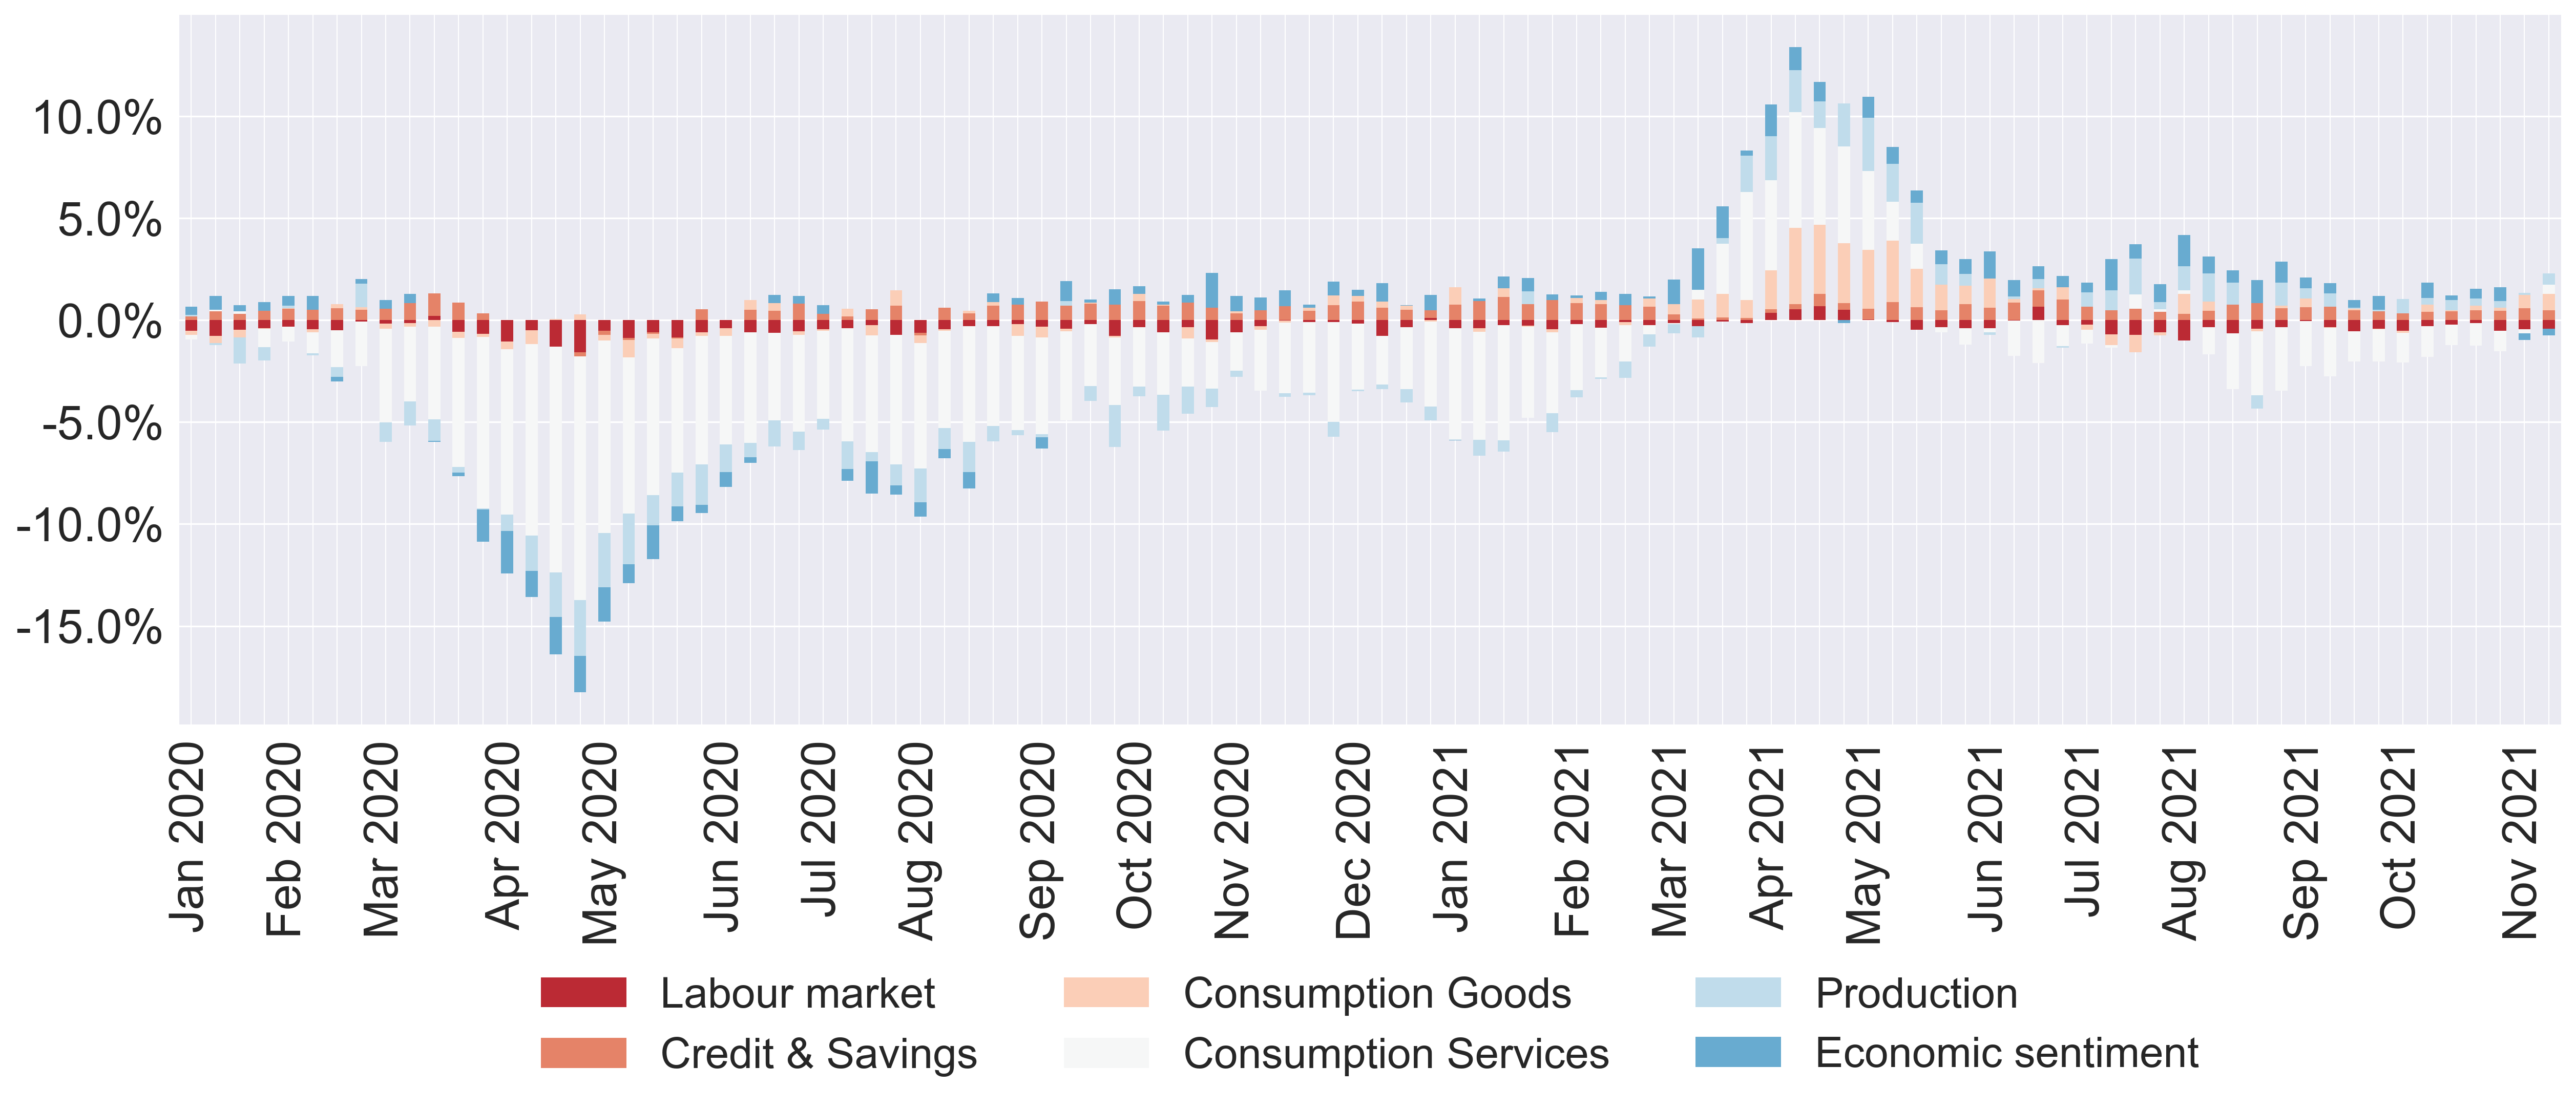 10.0%
5.0%
0.0%
-5.0%
-10.0%
-15.0%
Jan 2020
Feb 2020
Mar 2020
Apr 2020
May 2020
Jun 2020
Jul 2020
Aug 2020
Sep 2020
Oct 2020
Nov 2020
Dec 2020
Jan 2021
Feb 2021
Mar 2021
Apr 2021
May 2021
Jun 2021
Jul 2021
Aug 2021
Sep 2021
Oct 2021
Nov 2021
Labour market
Consumption Goods
Production
Credit & Savings
Consumption Services
Economic sentiment